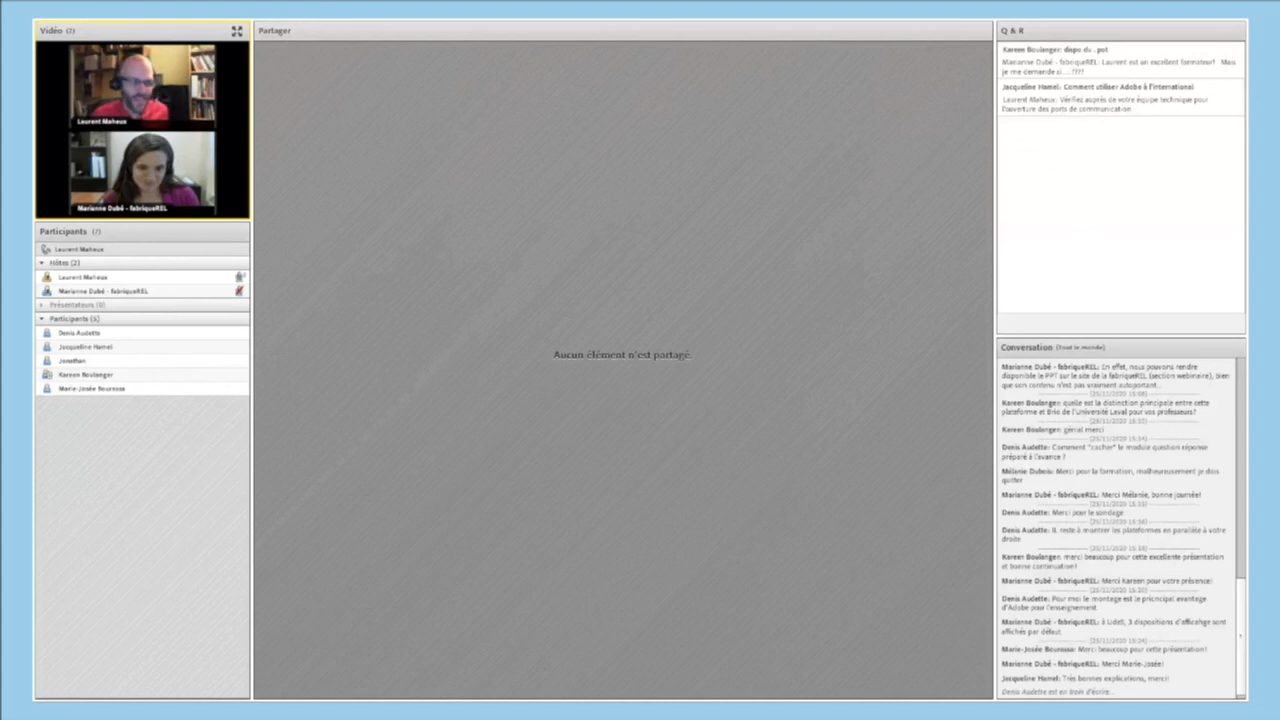 Vidéo (2)
Laurent Maheux
Marianne Dubé - fabriqueREL
Participants (7)
Laurent Maheux
Hôtes (2)
Laurent Maheux
Marianne Dubé - fabriqueREL
Présentateurs (0)
Participants (5)
Denis Audette
Jacqueline Hamel
Jonathan
Kareen Boulanger
Marie-Josée Bourassa
Partager
Aucun élément n'est partagé.
Q & R
Kareen Boulanger: dispo du . ppt
Marianne Dubé - fabriqueREL: Laurent est un excellent formateur! Mais
je me demande si....????
Jacqueline Hamel: Comment utiliser Adobe à l'international
Laurent Maheux: Vérifiez auprès de votre équipe technique pour
l'ouverture des ports de communication
Conversation (Tout le monde)
Marianne Dubé - fabriqueREL: En effet, nous pouvons rendre
disponible le PPT sur le site de la fabriqueREL (section webinaire), bien
que son contenu n'est pas vraiment autoportant...
Kareen Boulanger: quelle est la distinction principale entre cette
plateforme et Brio de l'Université Laval pour vos professeurs?
Kareen Boulanger: génial merci
Denis Audette: Comment "cacher" le module question réponse
préparé à l'avance ?
Mélanie Dubois: Merci pour la formation, malheureusement je dois
quitter
Marianne Dubé - fabriqueREL: Merci Mélanie, bonne journée!
Denis Audette: Merci pour le sondage
Denis Audette: IL reste à montrer les plateformes en parallète à votre
droite
Kareen Boulanger: merci beaucoup pour cette excellente présentation
et bonne continuation!
Marianne Dubé - fabriqueREL: Merci Kareen pour votre présence!
Denis Audette: Pour moi le montage est le prioncipal avantage
d'Adobe pour l'enseignement
Marianne Dubé - fabriqueREL: à UdeS, 3 dispositions d'afficahge sont
affichés par défaut
Marie-Josée Bourassa: Merci beaucoup pour cette présentation!
Marianne Dubé - fabriqueREL: Merci Marie-Josée!
Jacqueline Hamel: Très bonnes explications, merci!
Denis Audette est en train d'écrire...